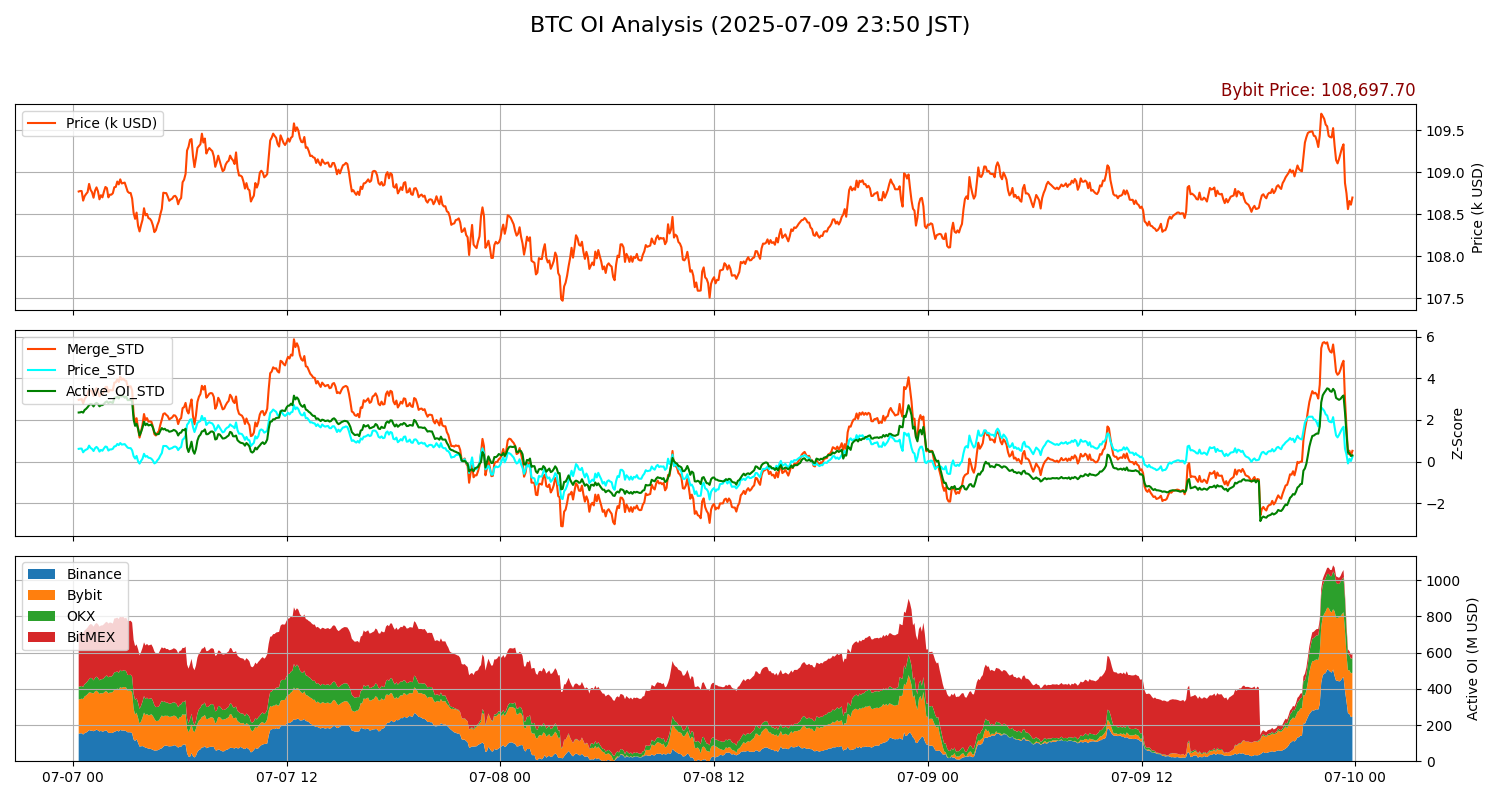 BTC OI Analysis (2025-07-09 23:50 JST)
Bybit Price: 108,697.70
Price (k USD)
109.5
109.0
108.5
108.0
107.5
Price (k USD)
Merge_STD
Price_STD
Active_OI_STD
6
4
2
0
−2
Z-Score
Binance
Bybit
OKX
BitMEX
1000
800
600
400
200
0
Active OI (M USD)
07-07 00
07-07 12
07-08 00
07-08 12
07-09 00
07-09 12
07-10 00